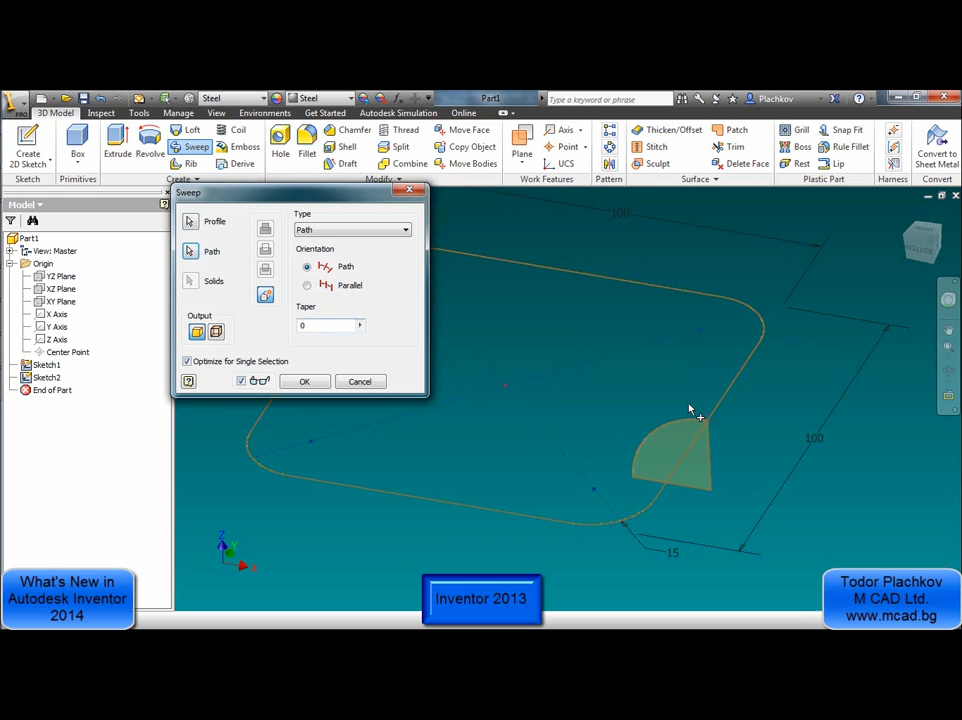 Steel
Steel
Part1
Type a keyword or phrase
Plachkov
PRO
3D Model
Inspect
Tools
Manage
View
Environments
Get Started
Autodesk Simulation
Online
Create
2D Sketch
Sketch
Box
Primitives
Extrude
Revolve
Loft
Sweep
Rib
Coil
Emboss
Derive
Create
Hole
Fillet
Chamfer
Shell
Draft
Thread
Split
Combine
Move Face
Copy Object
Move Bodies
Modify
Plane
Axis
Point
UCS
Work Features
Pattern
Thicken/Offset
Stitch
Sculpt
Patch
Trim
Delete Face
Surface
Grill
Boss
Rest
Snap Fit
Rule Fillet
Lip
Plastic Part
Harness
Convert to
Sheet Metal
Convert
Model
Part1
View: Master
Origin
YZ Plane
XZ Plane
XY Plane
X Axis
Y Axis
Z Axis
Center Point
Sketch1
Sketch2
End of Part
Sweep
Profile
Path
Solids
Output
Type
Path
Orientation
Path
Parallel
Taper
0
Optimize for Single Selection
OK
Cancel
100
100
15
BOTTOM
Z
Y
X
What's New in
Autodesk Inventor
2014
Inventor 2013
Todor Plachkov
M CAD Ltd.
www.mcad.bg